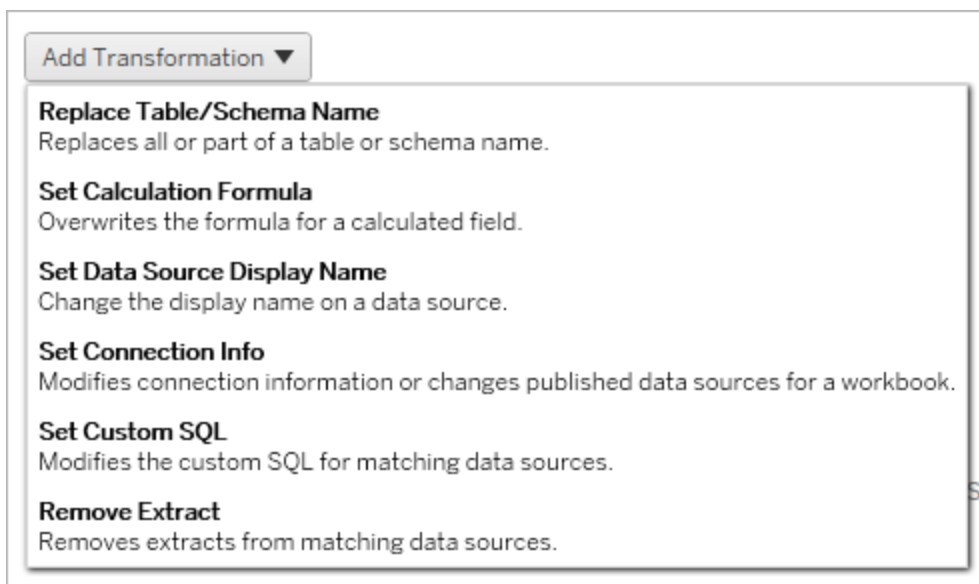 Add Transformation ▼
Replace Table/Schema Name
Replaces all or part of a table or schema name.
Set Calculation Formula
Overwrites the formula for a calculated field.
Set Data Source Display Name
Change the display name on a data source.
Set Connection Info
Modifies connection information or changes published data sources for a workbook.
Set Custom SQL
Modifies the custom SQL for matching data sources.
Remove Extract
Removes extracts from matching data sources.